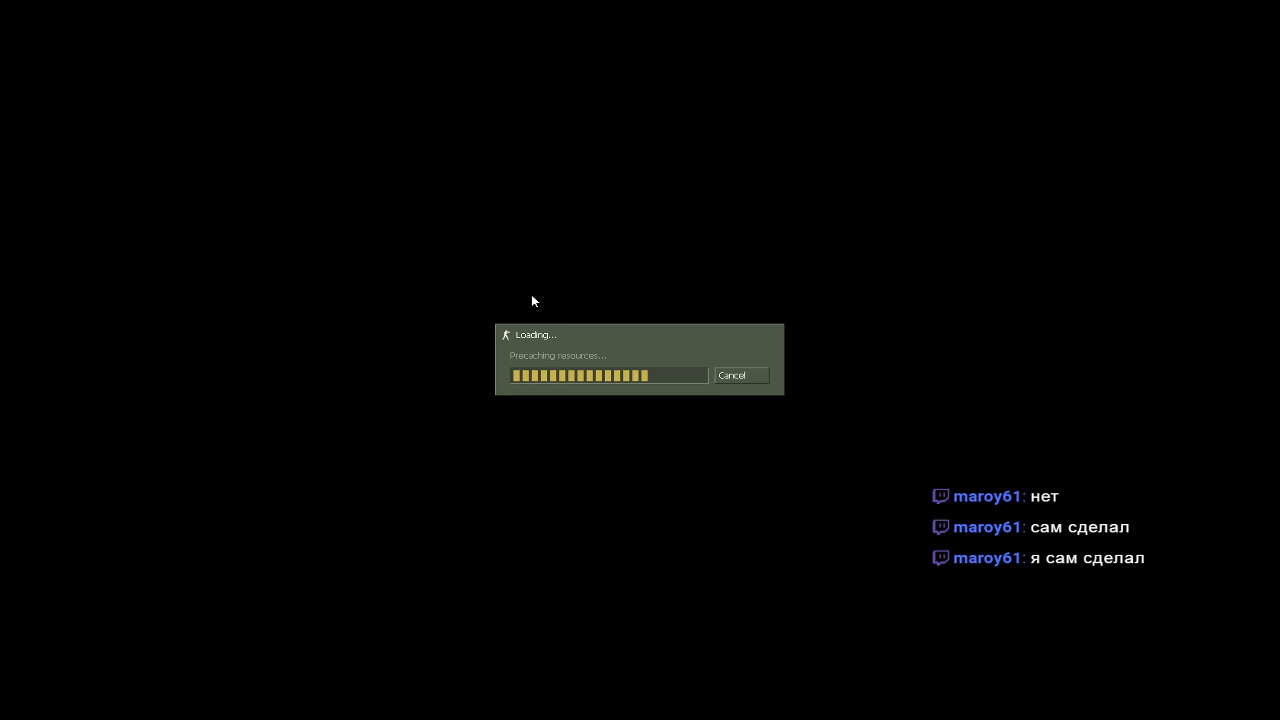 Loading...
Precaching resources...
Cancel
maroy61: нет
maroy61: сам сделал
maroy61: я сам сделал